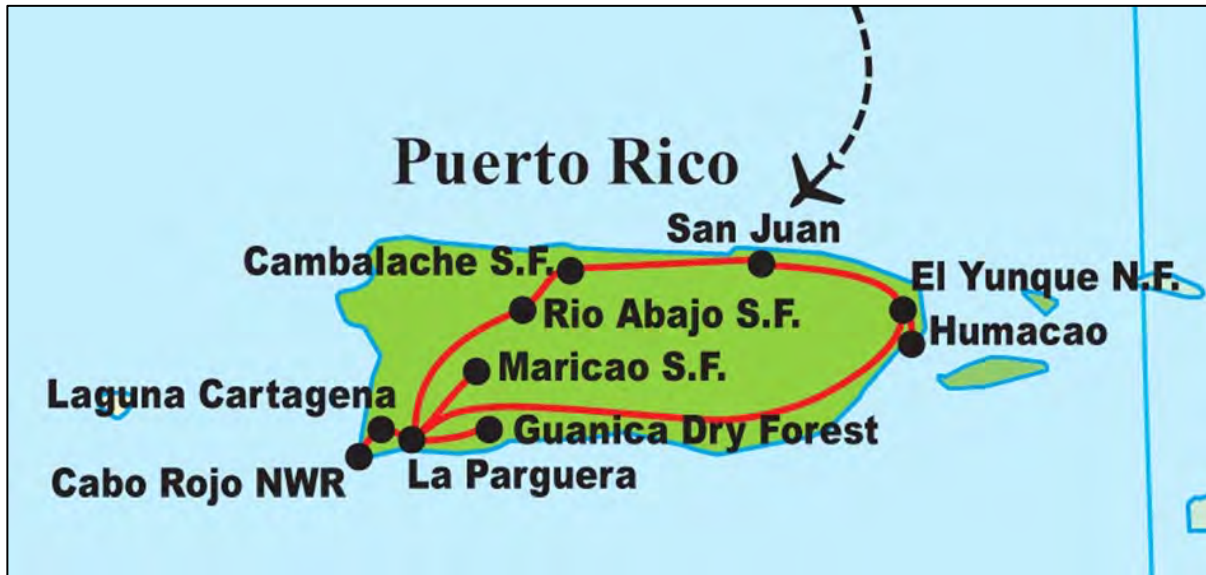 Puerto Rico
San Juan
Cambalache S.F.
El Yunque N.F.
Rio Abajo S.F.
Humacao
Maricao S.F.
Laguna Cartagena
Guanica Dry Forest
La Parguera
Cabo Rojo NWR